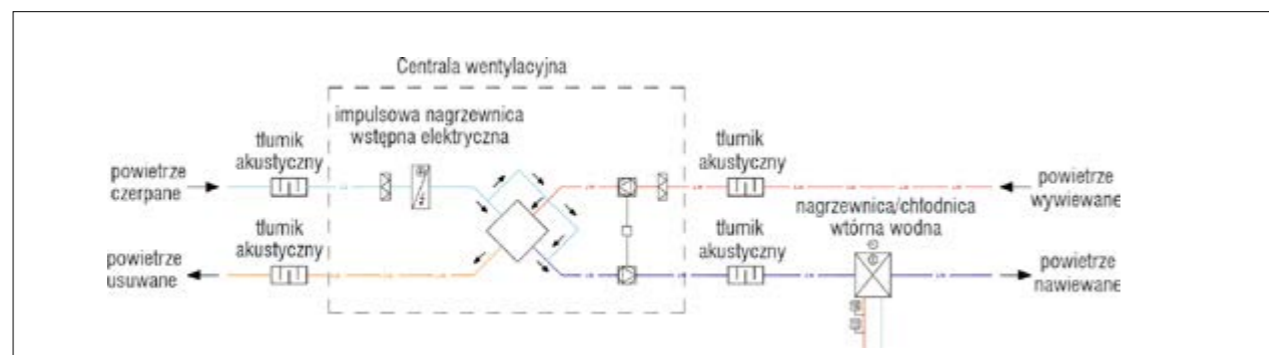 Centrala wentylacyjna
impulsowa nagrzewnica
wstępna elektryczna
tłumik
akustyczny
tłumik
akustyczny
powietrze
czerpane
powietrze
wywiewane
nagrzewnica/chłodnica
wtórna wodna
tłumik
akustyczny
tłumik
akustyczny
powietrze
usuwane
powietrze
nawiewane